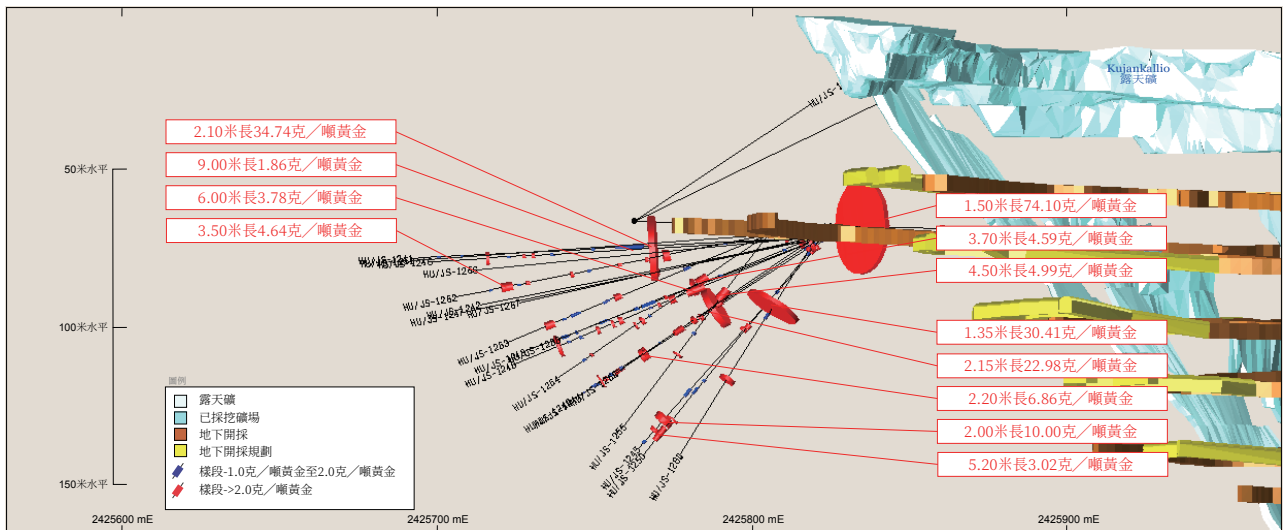 Kujankallio
露天礦
2.10米長34.74克／噸黃金
9.00米長1.86克／噸黃金
6.00米長3.78克／噸黃金
3.50米長4.64克／噸黃金
1.50米長74.10克／噸黃金
3.70米長4.59克／噸黃金
4.50米長4.99克／噸黃金
1.35米長30.41克／噸黃金
2.15米長22.98克／噸黃金
2.20米長6.86克／噸黃金
2.00米長10.00克／噸黃金
5.20米長3.02克／噸黃金
50米水平
100米水平
150米水平
HU/JS-1262
HU/JS-1263
HU/JS-1264
HU/JS-1255
圖例
露天礦
已採挖礦場
地下開採
地下開採規劃
樣段-1.0克／噸黃金至2.0克／噸黃金
樣段->2.0克／噸黃金
2425600 mE
2425700 mE
2425800 mE
2425900 mE